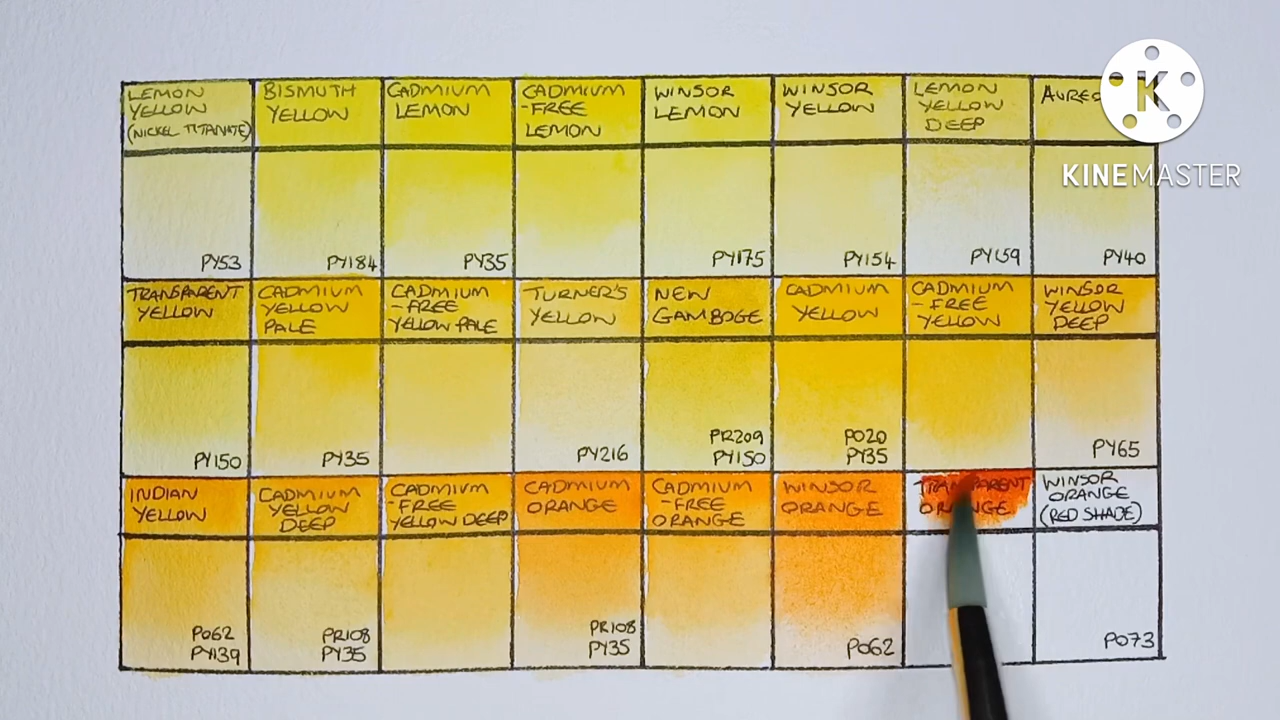 LEMON
YELLOW
(NICKEL TITANATE)
BISMUTH
YELLOW
CADMIUM
LEMON
CADMIUM
-FREE
LEMON
WINSOR
LEMON
WINSOR
YELLOW
LEMON
YELLOW
DEEP
K
KINEMASTER
PY53
PY184
PY35
PY175
PY154
PY159
PY40
TRANSPARENT
YELLOW
CADMIUM
YELLOW
PALE
CADMIUM
-FREE
YELLOW PALE
TURNER'S
YELLOW
NEW
GAMBOGE
CADMIUM
YELLOW
CADMIUM
-FREE
YELLOW
WINSOR
YELLOW
DEEP
PY150
PY35
PY216
PR209
PY150
PO20
PY35
PY65
INDIAN
YELLOW
CADMIUM
YELLOW
DEEP
CADMIUM
-FREE
YELLOW DEEP
CADMIUM
ORANGE
CADMIUM
-FREE
ORANGE
WINSOR
ORANGE
TRANSPARENT
ORANGE
WINSOR
ORANGE
(RED SHADE)
PO62
PY139
PR108
PY35
PR108
PY35
PO62
PO73